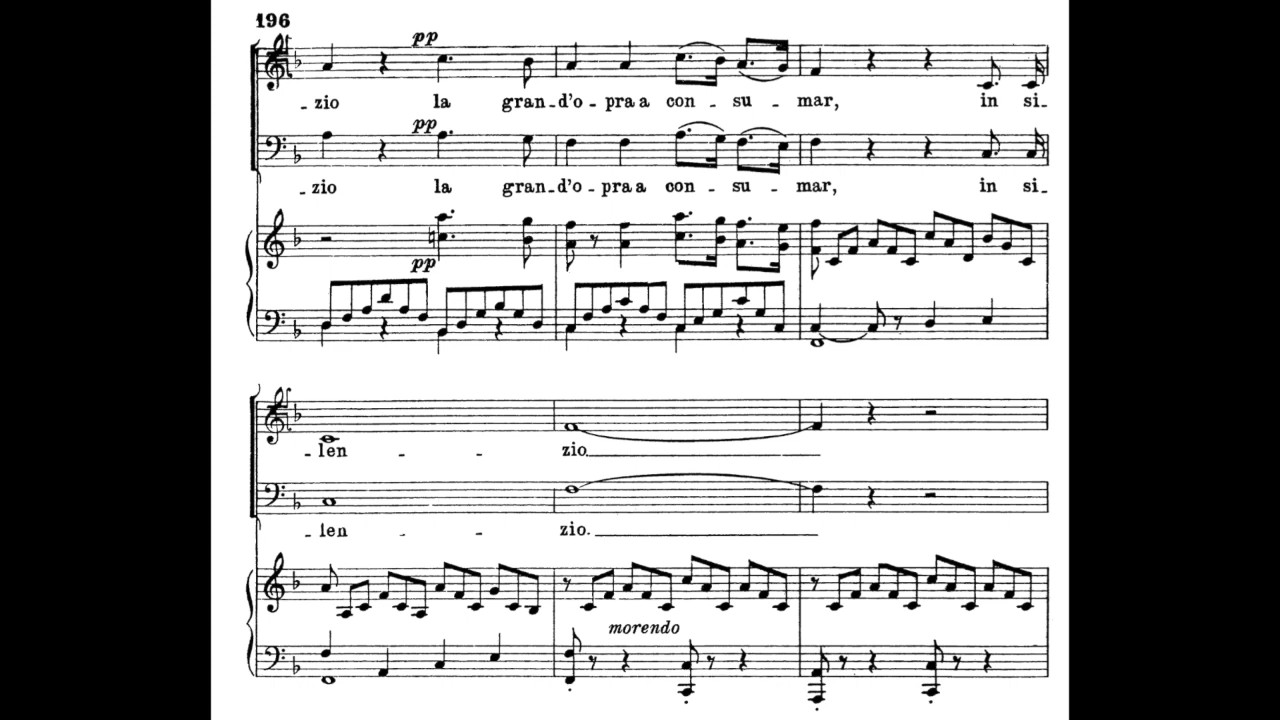 196
pp
- zio la gran - d'o - pra a con - su - mar, in si -
pp
- zio la gran - d'o - pra a con - su - mar, in si -
pp
- len - - zio.
- len - - zio.
morendo